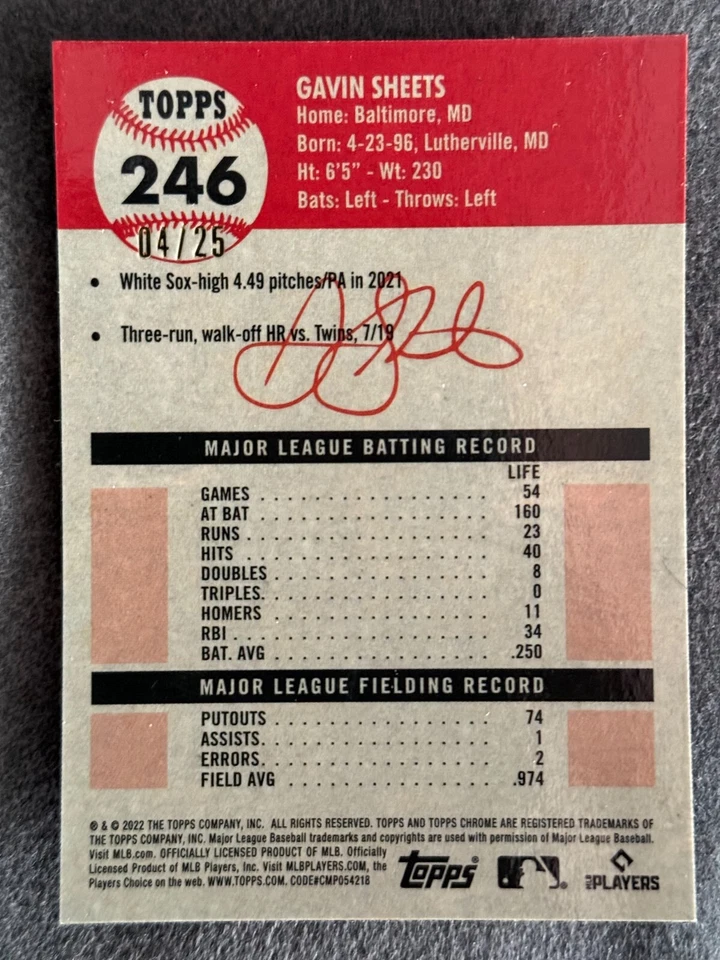 TOPPS
246
04/25
GAVIN SHEETS
Home: Baltimore, MD
Born: 4-23-96, Lutherville, MD
Ht: 6'5" - Wt: 230
Bats: Left - Throws: Left
• White Sox-high 4.49 pitches/PA in 2021
• Three-run, walk-off HR vs. Twins, 7/19
MAJOR LEAGUE BATTING RECORD
LIFE
GAMES . . . . . . . . . . . . . . . . . 54
AT BAT . . . . . . . . . . . . . . . . . 160
RUNS . . . . . . . . . . . . . . . . . 23
HITS . . . . . . . . . . . . . . . . . 40
DOUBLES . . . . . . . . . . . . . . . . 8
TRIPLES. . . . . . . . . . . . . . . . . 0
HOMERS . . . . . . . . . . . . . . . . 11
RBI . . . . . . . . . . . . . . . . . . 34
BAT. AVG . . . . . . . . . . . . . . . . .250
MAJOR LEAGUE FIELDING RECORD
PUTOUTS . . . . . . . . . . . . . . . . 74
ASSISTS. . . . . . . . . . . . . . . . . 1
ERRORS. . . . . . . . . . . . . . . . . 2
FIELD AVG . . . . . . . . . . . . . . . .974
® & © 2022 THE TOPPS COMPANY, INC. ALL RIGHTS RESERVED. TOPPS AND TOPPS CHROME ARE REGISTERED TRADEMARKS OF
THE TOPPS COMPANY, INC. Major League Baseball trademarks and copyrights are used with permission of Major League Baseball.
Visit MLB.com. OFFICIALLY LICENSED PRODUCT OF MLB. Officially
Licensed Product of MLB Players, Inc. Visit MLBPLAYERS.COM, the
Players Choice on the web. WWW.TOPPS.COM. CODE#CMP054218
Topps®
MLB PLAYERS